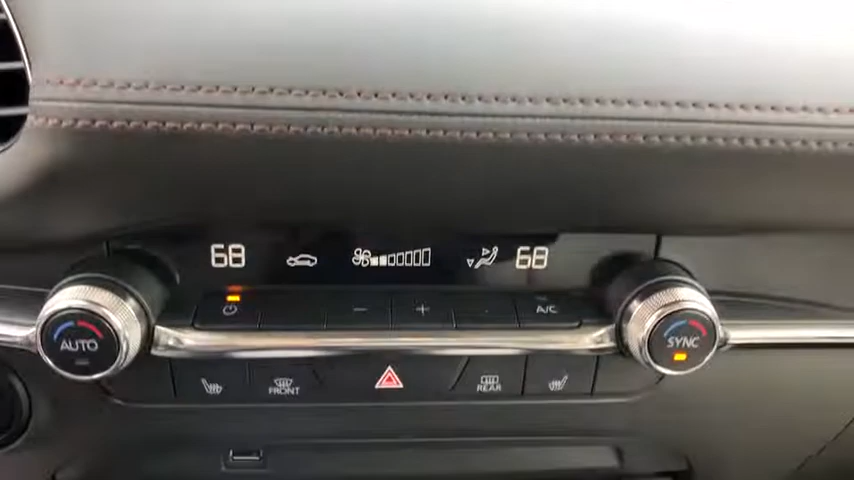 68 68
− + A/C
AUTO SYNC
FRONT REAR